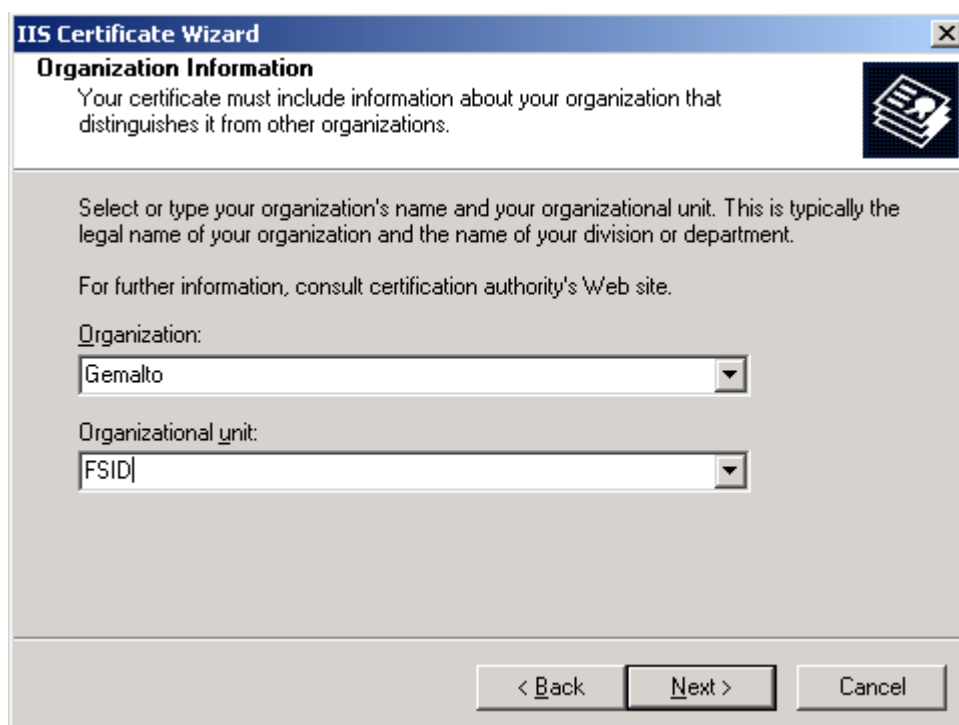 IIS Certificate Wizard
Organization Information
Your certificate must include information about your organization that
distinguishes it from other organizations.
Select or type your organization's name and your organizational unit. This is typically the
legal name of your organization and the name of your division or department.
For further information, consult certification authority's Web site.
Organization:
Gemalto
Organizational unit:
FSID
< Back Next > Cancel